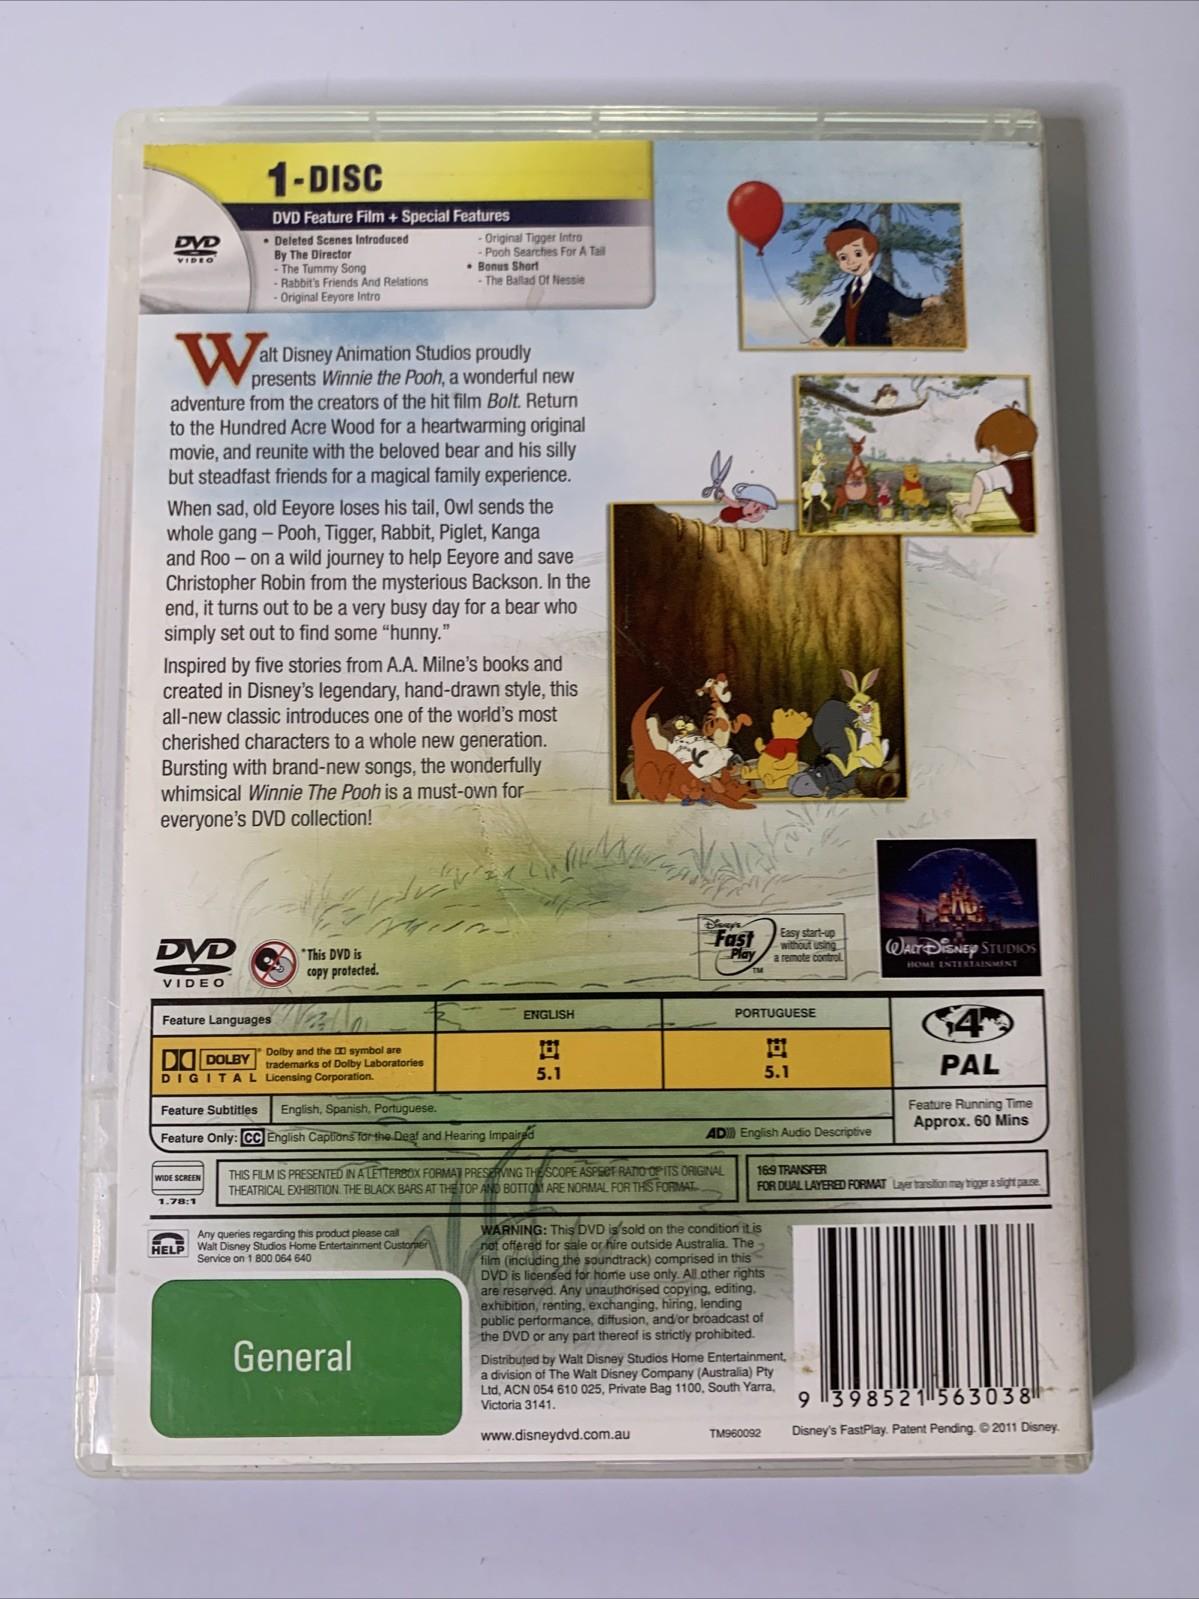 1-DISC
DVD Feature Film + Special Features
DVD
VIDEO
• Deleted Scenes Introduced
By The Director
- The Tummy Song
- Rabbit's Friends And Relations
- Original Eeyore Intro
- Original Tigger Intro
- Pooh Searches For A Tail
• Bonus Short
- The Ballad Of Nessie
Walt Disney Animation Studios proudly
presents Winnie the Pooh, a wonderful new
adventure from the creators of the hit film Bolt. Return
to the Hundred Acre Wood for a heartwarming original
movie, and reunite with the beloved bear and his silly
but steadfast friends for a magical family experience.
When sad, old Eeyore loses his tail, Owl sends the
whole gang – Pooh, Tigger, Rabbit, Piglet, Kanga
and Roo – on a wild journey to help Eeyore and save
Christopher Robin from the mysterious Backson. In the
end, it turns out to be a very busy day for a bear who
simply set out to find some “hunny.”
Inspired by five stories from A.A. Milne's books and
created in Disney's legendary, hand-drawn style, this
all-new classic introduces one of the world's most
cherished characters to a whole new generation.
Bursting with brand-new songs, the wonderfully
whimsical Winnie The Pooh is a must-own for
everyone's DVD collection!
DVD
VIDEO
*This DVD is
copy protected.
Disney's
Fast
Play
TM
Easy start-up
without using
a remote control.
WALT DISNEY STUDIOS
HOME ENTERTAINMENT
Feature Languages
ENGLISH
PORTUGUESE
DOLBY
DIGITAL
Dolby and the DD symbol are
trademarks of Dolby Laboratories
Licensing Corporation.
5.1
5.1
4
PAL
Feature Subtitles
English, Spanish, Portuguese.
Feature Running Time
Approx. 60 Mins
Feature Only: CC English Captions for the Deaf and Hearing Impaired
AD))) English Audio Descriptive
WIDE SCREEN
1.78:1
THIS FILM IS PRESENTED IN A LETTERBOX FORMAT PRESERVING THE SCOPE ASPECT RATIO OF ITS ORIGINAL
THEATRICAL EXHIBITION. THE BLACK BARS AT THE TOP AND BOTTOM ARE NORMAL FOR THIS FORMAT.
16:9 TRANSFER
FOR DUAL LAYERED FORMAT Layer transition may trigger a slight pause.
HELP
Any queries regarding this product please call
Walt Disney Studios Home Entertainment Customer
Service on 1 800 064 640
General
WARNING: This DVD is sold on the condition it is
not offered for sale or hire outside Australia. The
film (including the soundtrack) comprised in this
DVD is licensed for home use only. All other rights
are reserved. Any unauthorised copying, editing,
exhibition, renting, exchanging, hiring, lending
public performance, diffusion, and/or broadcast of
the DVD or any part thereof is strictly prohibited.
Distributed by Walt Disney Studios Home Entertainment,
a division of The Walt Disney Company (Australia) Pty
Ltd, ACN 054 610 025, Private Bag 1100, South Yarra,
Victoria 3141.
www.disneydvd.com.au
TM960092
9 398521 563038
Disney's FastPlay. Patent Pending. © 2011 Disney.